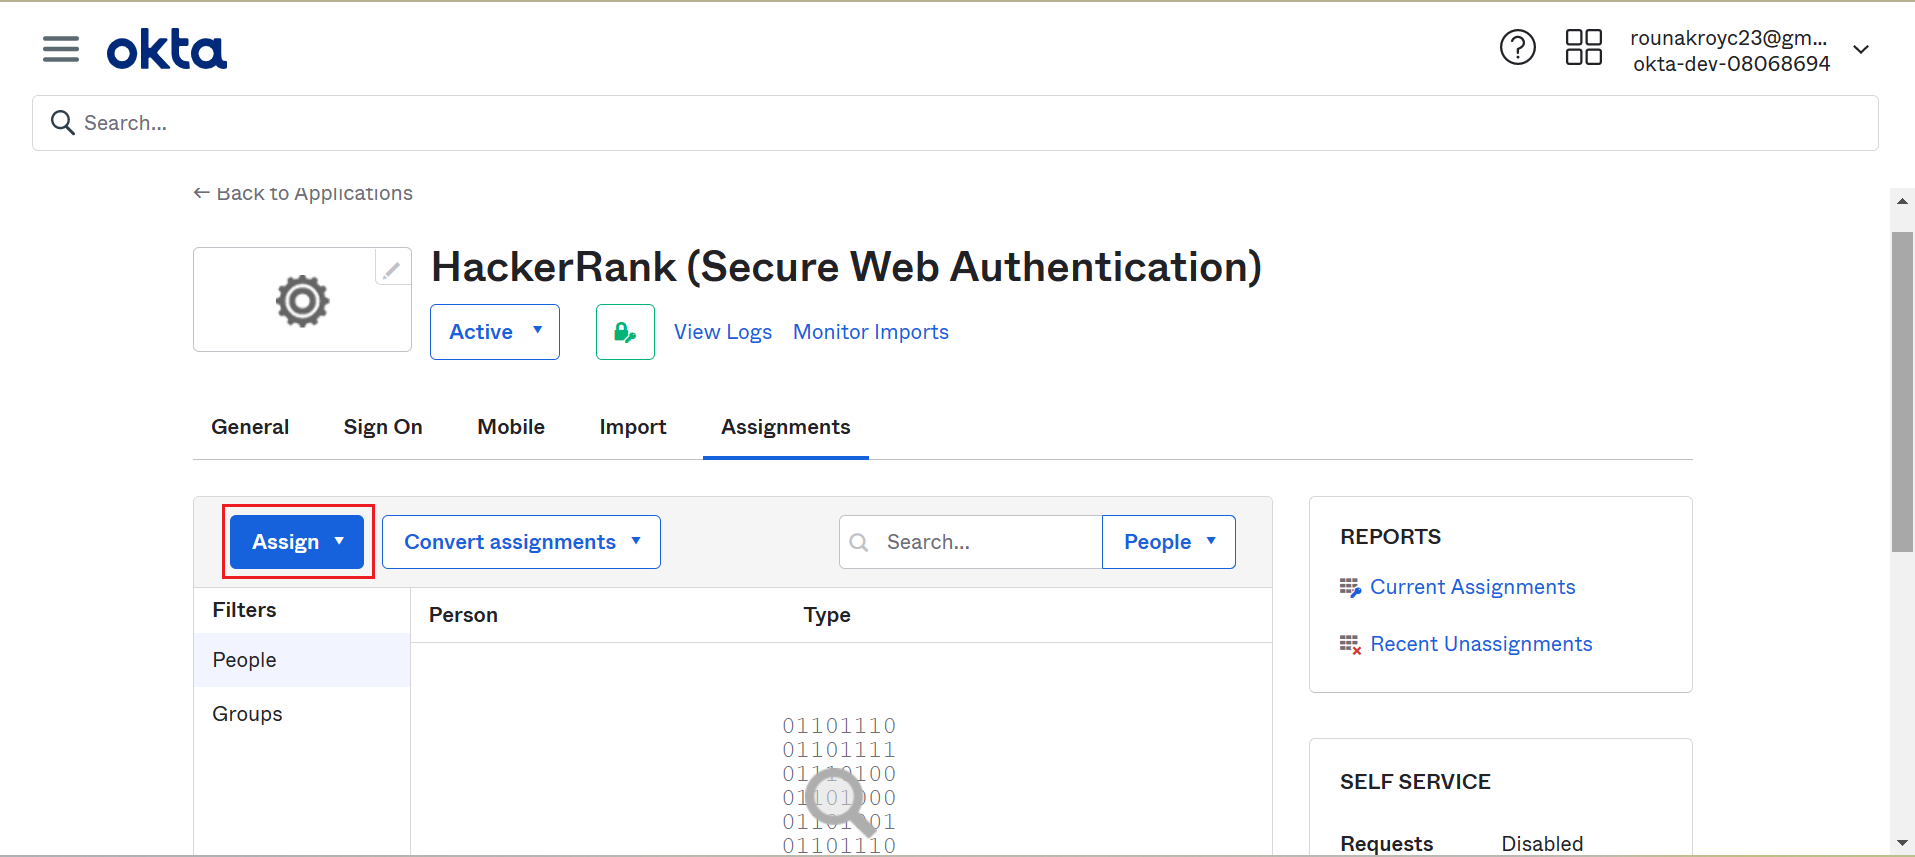 okta
rounakroyc23@gm...
okta-dev-08068694
Search...
← Back to Applications
HackerRank (Secure Web Authentication)
Active
View Logs
Monitor Imports
General
Sign On
Mobile
Import
Assignments
Assign
Convert assignments
Search...
People
Filters
Person
Type
People
Groups
01101110
01101111
01110100
01101000
01101001
01101110
REPORTS
Current Assignments
Recent Unassignments
SELF SERVICE
Requests Disabled